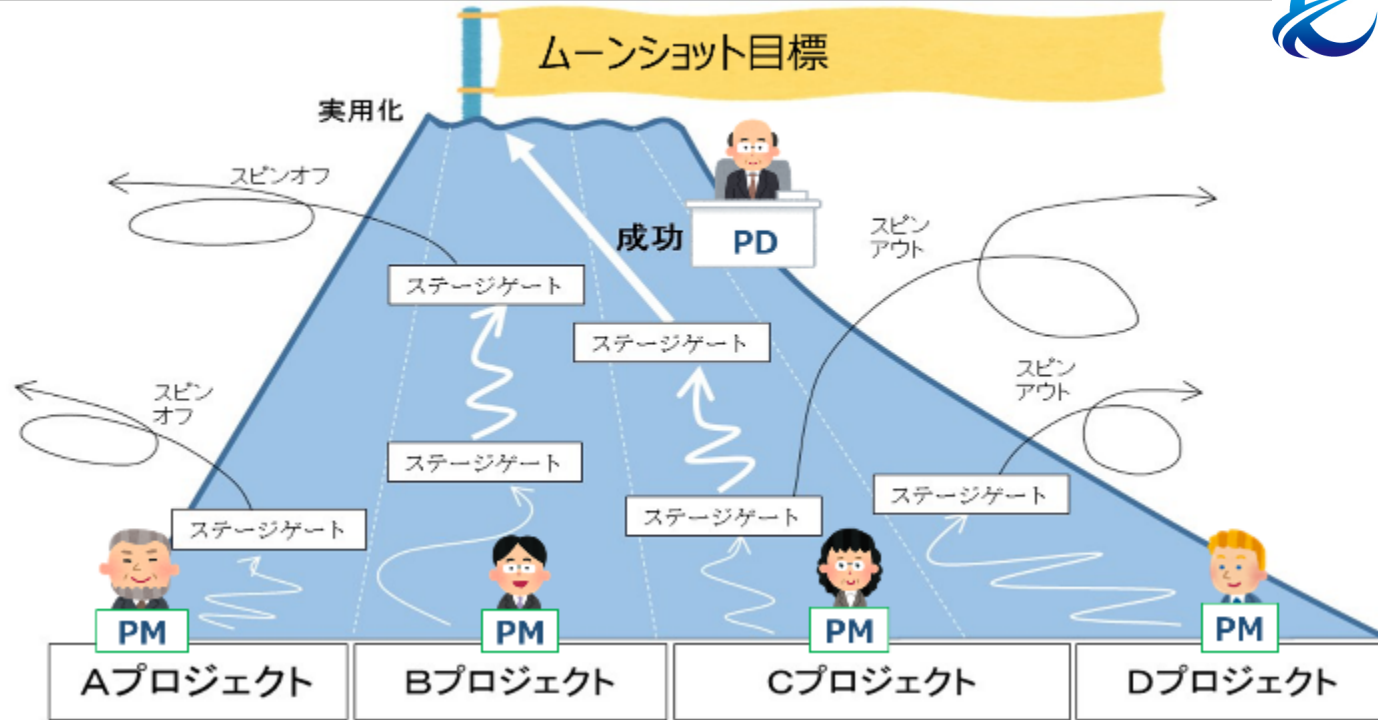 ムーンショット目標
実用化
スピンオフ
成功
PD
スピン
アウト
ステージゲート
ステージゲート
スピン
アウト
スピン
オフ
ステージゲート
ステージゲート
ステージゲート
ステージゲート
PM
PM
PM
PM
Aプロジェクト
Bプロジェクト
Cプロジェクト
Dプロジェクト